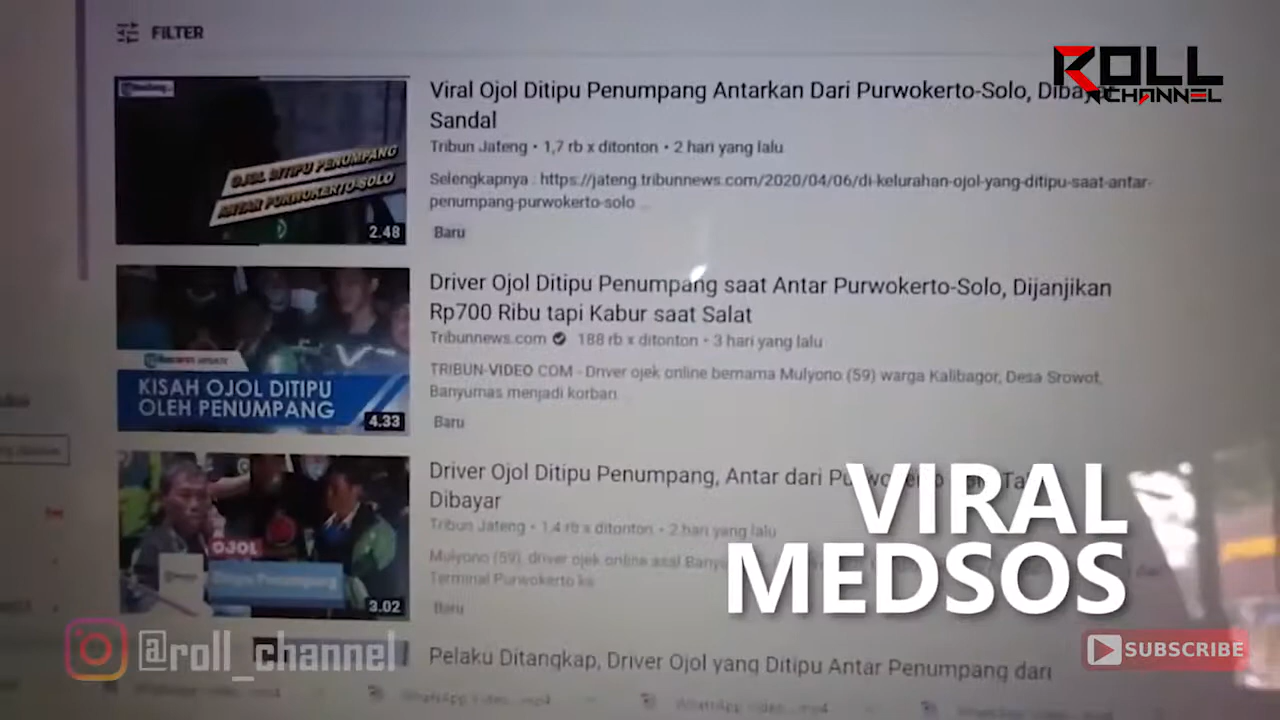 FILTER
ROLL
CHANNEL
Viral Ojol Ditipu Penumpang Antarkan Dari Purwokerto-Solo, Dibayar
Sandal
Tribun Jateng • 1,7 rb x ditonton • 2 hari yang lalu
Selengkapnya : https://jateng.tribunnews.com/2020/04/06/di-kelurahan-ojol-yang-ditipu-saat-antar-
penumpang-purwokerto-solo ...
Baru
OJOL DITIPU PENUMPANG
ANTAR PURWOKERTO-SOLO
2.48
Driver Ojol Ditipu Penumpang saat Antar Purwokerto-Solo, Dijanjikan
Rp700 Ribu tapi Kabur saat Salat
Tribunnews.com 188 rb x ditonton • 3 hari yang lalu
TRIBUN-VIDEO COM - Driver ojek online bernama Mulyono (59) warga Kalibagor, Desa Srowot,
Banyumas menjadi korban
Baru
KISAH OJOL DITIPU
OLEH PENUMPANG
4.33
Driver Ojol Ditipu Penumpang, Antar dari
Dibayar
Tribun Jateng • 1,4 rb x ditonton • 2 hari yang lalu
Mulyono (59), driver ojek online asal
Terminal Purwokerto ke
Baru
OJOL
Ditipu Penumpang
3.02
VIRAL
MEDSOS
@roll_channel
SUBSCRIBE
Pelaku Ditangkap, Driver Ojol yang Ditipu Antar Penumpang dari